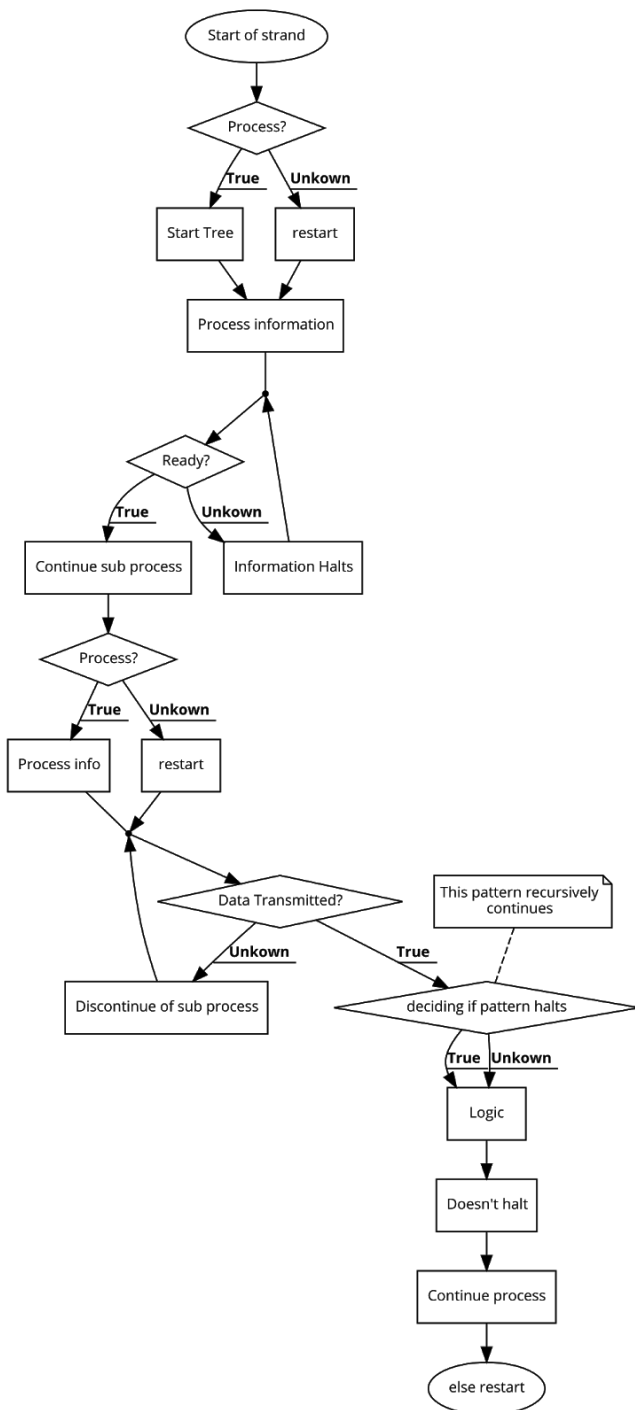 Start of strand
Process?
True
Unkown
Start Tree
restart
Process information
Ready?
True
Unkown
Continue sub process
Information Halts
Process?
True
Unkown
Process info
restart
Data Transmitted?
This pattern recursively
continues
Unkown
True
Discontinue of sub process
deciding if pattern halts
True
Unkown
Logic
Doesn't halt
Continue process
else restart